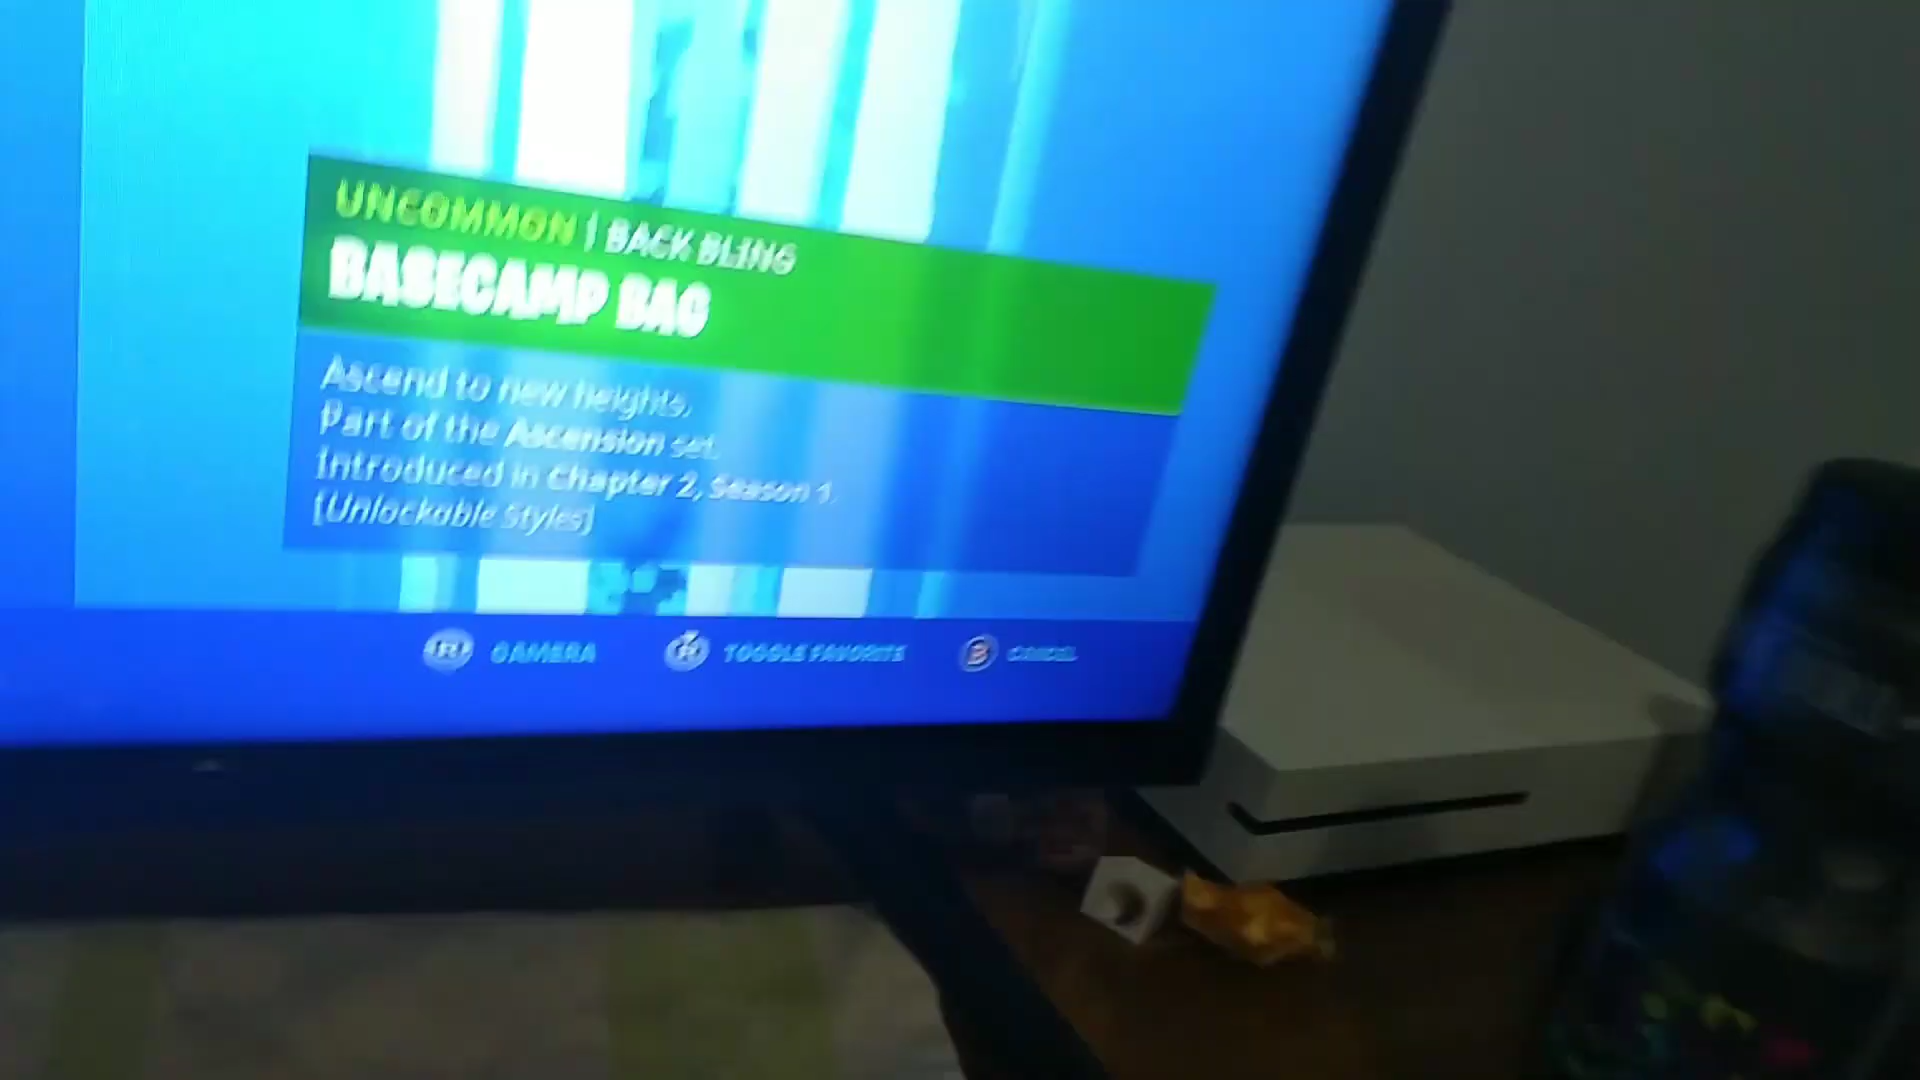 UNCOMMON | BACK BLING
BASECAMP BAG
Ascend to new heights.
Part of the Ascension set.
Introduced in Chapter 2, Season 1.
[Unlockable Styles]
R CAMERA R TOGGLE FAVORITE B CANCEL